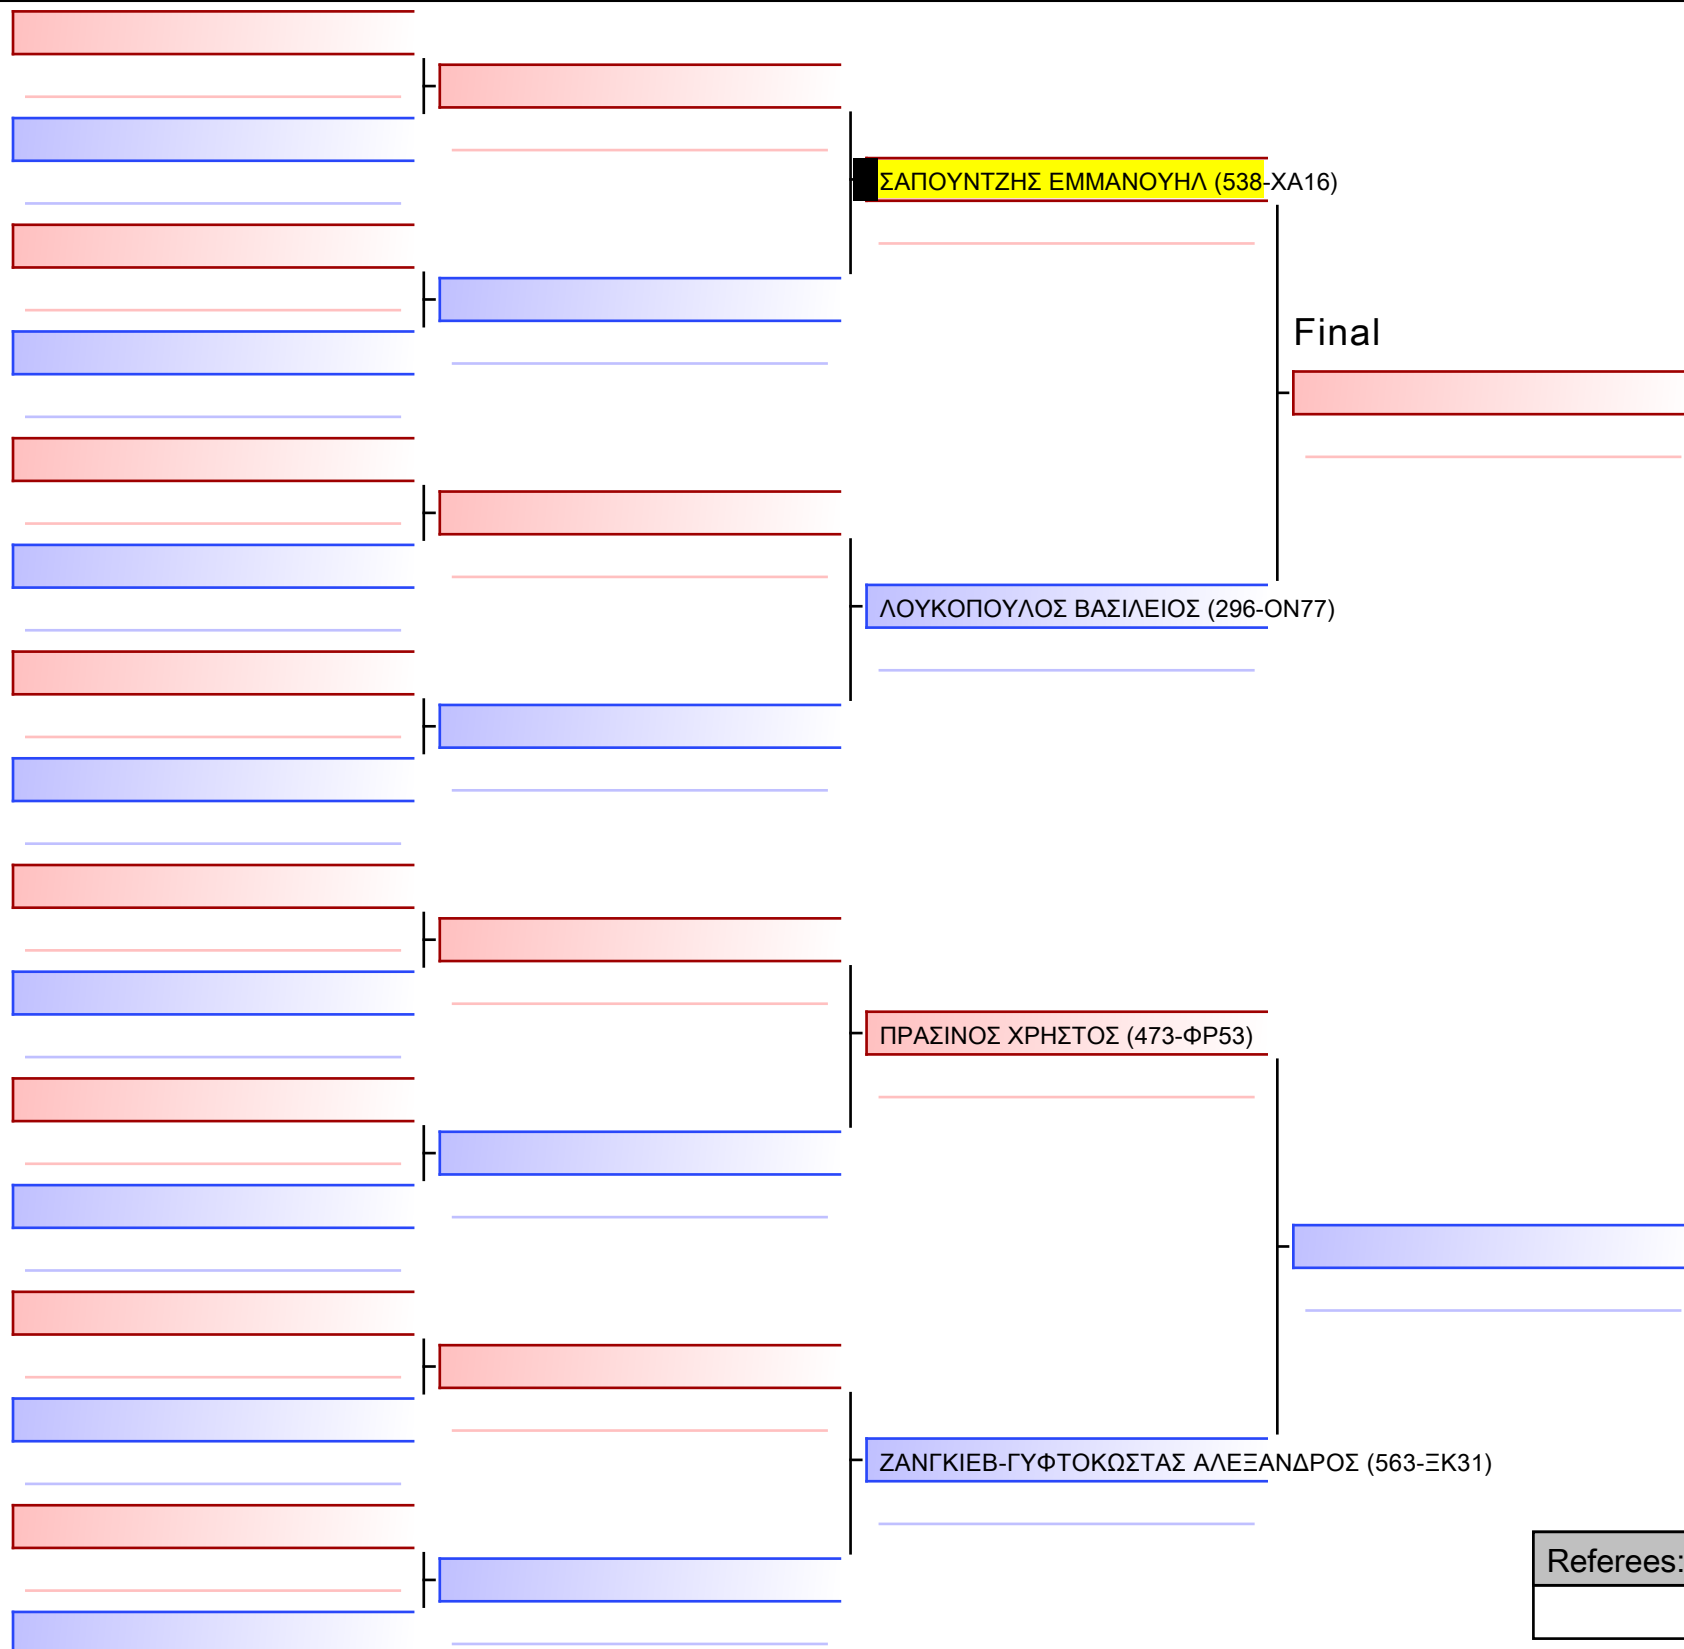 ΣΑΠΟΥΝΤΖΗΣ ΕΜΜΑΝΟΥΗΛ (538-ΧΑ16)
Final
ΛΟΥΚΟΠΟΥΛΟΣ ΒΑΣΙΛΕΙΟΣ (296-ΟΝ77)
ΠΡΑΣΙΝΟΣ ΧΡΗΣΤΟΣ (473-ΦΡ53)
ΖΑΝΓΚΙΕΒ-ΓΥΦΤΟΚΩΣΤΑΣ ΑΛΕΞΑΝΔΡΟΣ (563-ΞΚ31)
Referees: